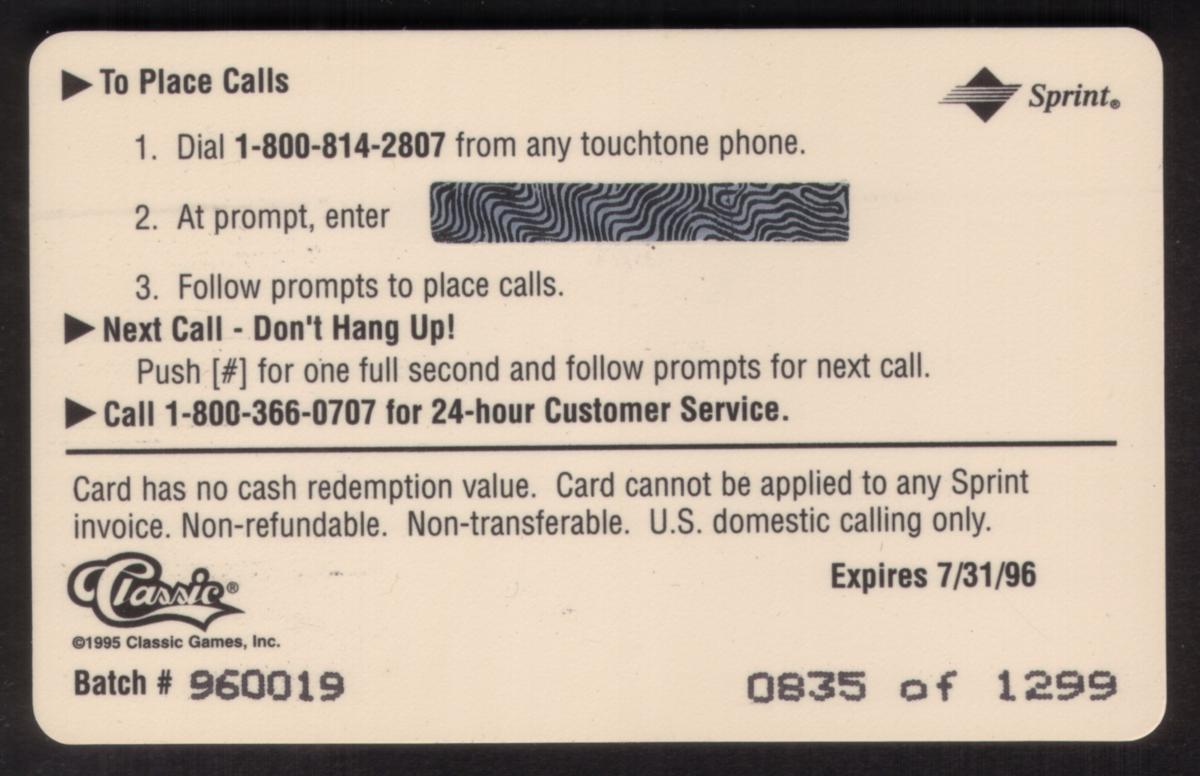 ▶ To Place Calls
Sprint®
1. Dial 1-800-814-2807 from any touchtone phone.
2. At prompt, enter
3. Follow prompts to place calls.
▶ Next Call - Don't Hang Up!
Push [#] for one full second and follow prompts for next call.
▶ Call 1-800-366-0707 for 24-hour Customer Service.
Card has no cash redemption value. Card cannot be applied to any Sprint
invoice. Non-refundable. Non-transferable. U.S. domestic calling only.
Classic®
Expires 7/31/96
©1995 Classic Games, Inc.
Batch # 960019
0835 of 1299